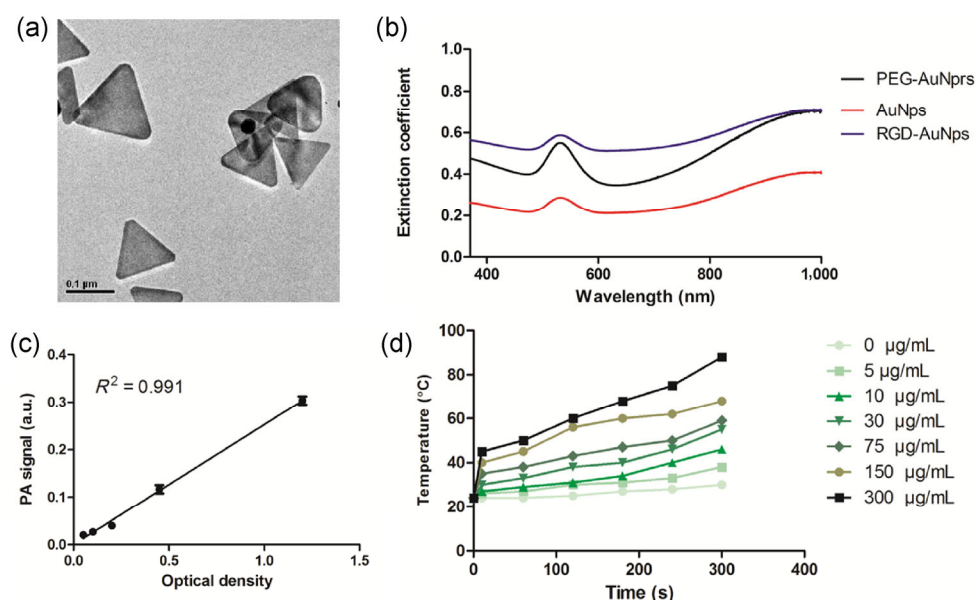 (a)
0.1 µm
(b)
Extinction coefficient
1.0
0.8
0.6
0.4
0.2
0.0
400
600
800
1,000
Wavelength (nm)
PEG-AuNprs
AuNps
RGD-AuNps
(c)
PA signal (a.u.)
0.4
0.3
0.2
0.1
0.0
R² = 0.991
0.0
0.5
1.0
1.5
Optical density
(d)
Temperature (°C)
100
80
60
40
20
0
0
100
200
300
400
Time (s)
0 µg/mL
5 µg/mL
10 µg/mL
30 µg/mL
75 µg/mL
150 µg/mL
300 µg/mL